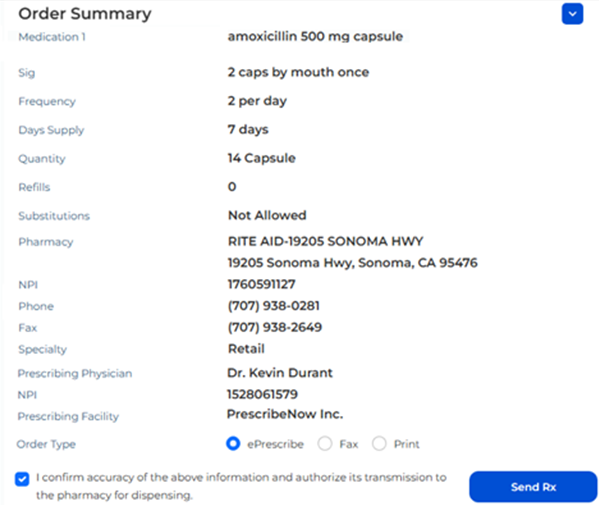 Order Summary
Medication 1 amoxicillin 500 mg capsule
Sig 2 caps by mouth once
Frequency 2 per day
Days Supply 7 days
Quantity 14 Capsule
Refills 0
Substitutions Not Allowed
Pharmacy RITE AID-19205 SONOMA HWY
19205 Sonoma Hwy, Sonoma, CA 95476
NPI 1760591127
Phone (707) 938-0281
Fax (707) 938-2649
Specialty Retail
Prescribing Physician Dr. Kevin Durant
NPI 1528061579
Prescribing Facility PrescribeNow Inc.
Order Type ePrescribe Fax Print
I confirm accuracy of the above information and authorize its transmission to
the pharmacy for dispensing.
Send Rx